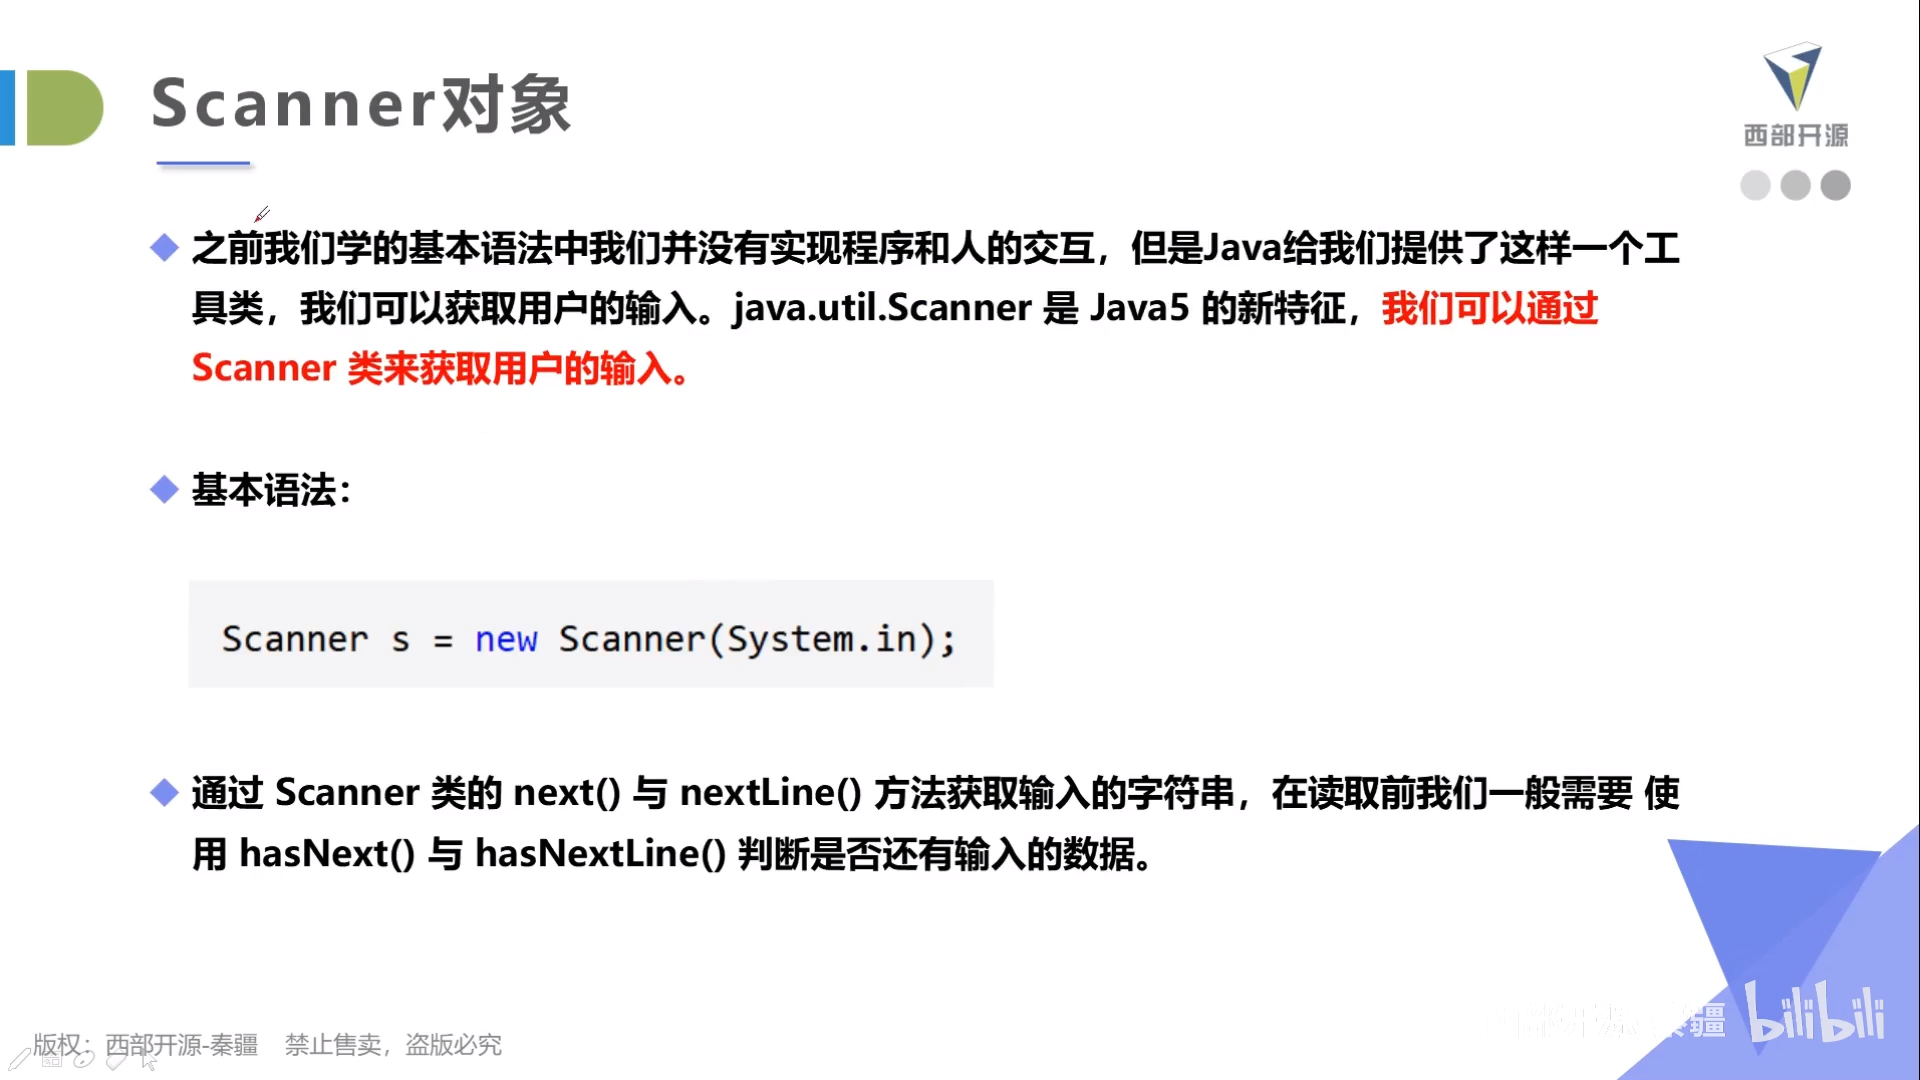 Scanner对象
西部开源
之前我们学的基本语法中我们并没有实现程序和人的交互，但是Java给我们提供了这样一个工
具类，我们可以获取用户的输入。java.util.Scanner 是 Java5 的新特征，我们可以通过
Scanner 类来获取用户的输入。
基本语法：
Scanner s = new Scanner(System.in);
通过 Scanner 类的 next() 与 nextLine() 方法获取输入的字符串，在读取前我们一般需要 使
用 hasNext() 与 hasNextLine() 判断是否还有输入的数据。
疆 bilibili
版权：西部开源-秦疆 禁止售卖，盗版必究